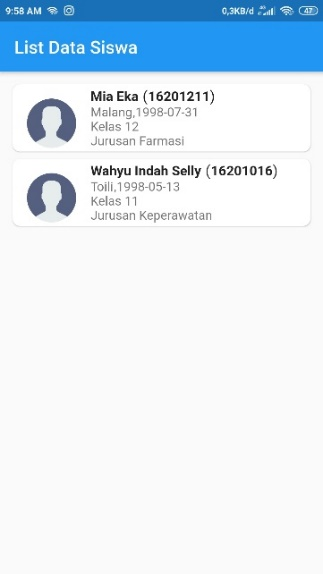 9:58 AM 0,3KB/d 4G 47
List Data Siswa
Mia Eka (16201211)
Malang,1998-07-31
Kelas 12
Jurusan Farmasi
Wahyu Indah Selly (16201016)
Toili,1998-05-13
Kelas 11
Jurusan Keperawatan